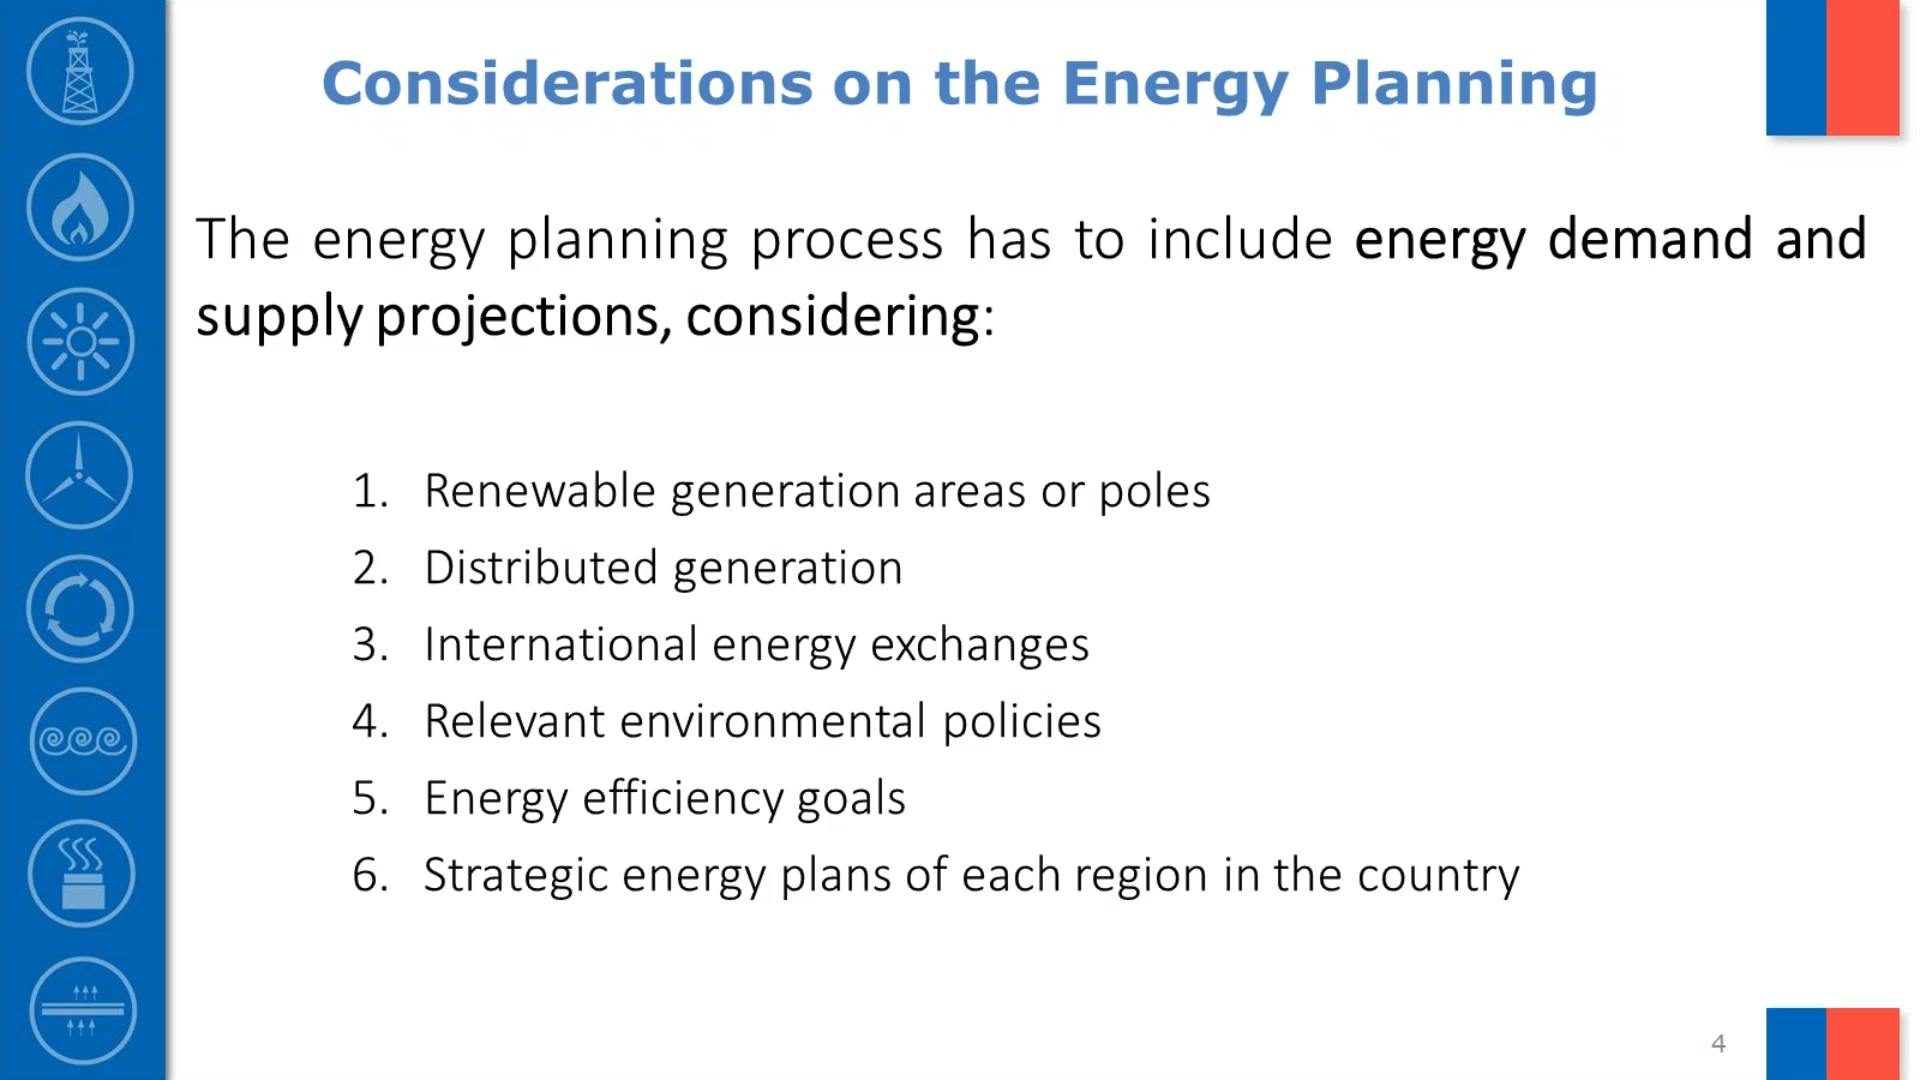 Considerations on the Energy Planning
The energy planning process has to include energy demand and
supply projections, considering:
1. Renewable generation areas or poles
2. Distributed generation
3. International energy exchanges
4. Relevant environmental policies
5. Energy efficiency goals
6. Strategic energy plans of each region in the country
4